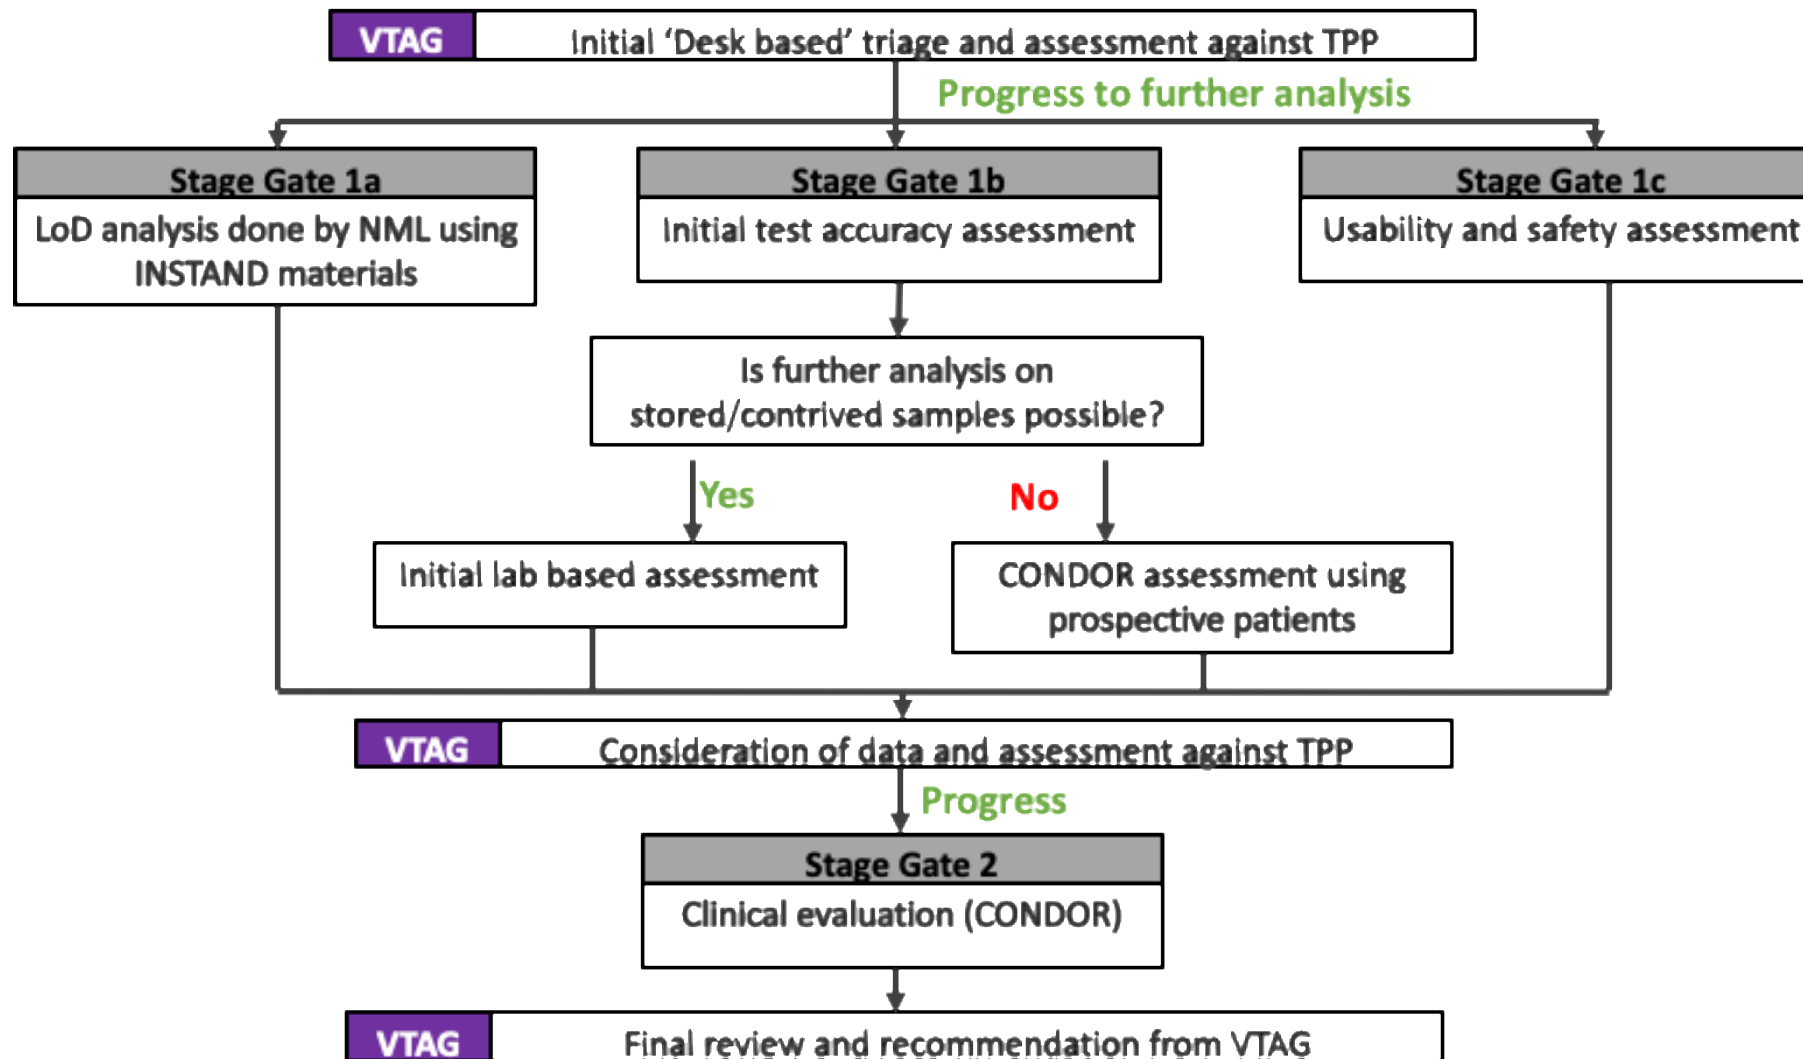 VTAG Initial ‘Desk based’ triage and assessment against TPP
Progress to further analysis
Stage Gate 1a
LoD analysis done by NML using
INSTAND materials
Stage Gate 1b
Initial test accuracy assessment
Stage Gate 1c
Usability and safety assessment
Is further analysis on
stored/contrived samples possible?
Yes
No
Initial lab based assessment
CONDOR assessment using
prospective patients
VTAG Consideration of data and assessment against TPP
Progress
Stage Gate 2
Clinical evaluation (CONDOR)
VTAG Final review and recommendation from VTAG